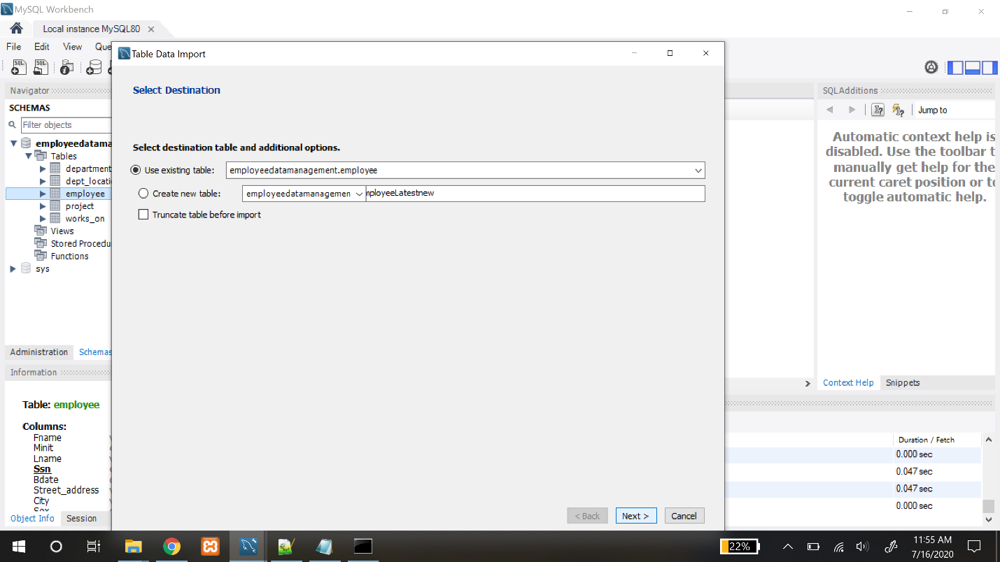 MySQL Workbench
Local instance MySQL80
File Edit View Que
Table Data Import
Navigator
SCHEMAS
Filter objects
employeedatama
Tables
department
dept_locati
employee
project
works_on
Views
Stored Procedu
Functions
sys
Administration Schemas
Information
Table: employee
Columns:
Fname
Minit
Lname
Ssn
Bdate
Street_address
City
Object Info Session
Select Destination
Select destination table and additional options.
Use existing table: employeedatamanagement.employee
Create new table: employeedatamanagemen mployeeLatestnew
Truncate table before import
< Back Next > Cancel
SQLAdditions
Jump to
Automatic context help is
disabled. Use the toolbar t
manually get help for the
current caret position or to
toggle automatic help.
Context Help Snippets
Duration / Fetch
0.000 sec
0.047 sec
0.047 sec
0.000 sec
22%
11:55 AM
7/16/2020